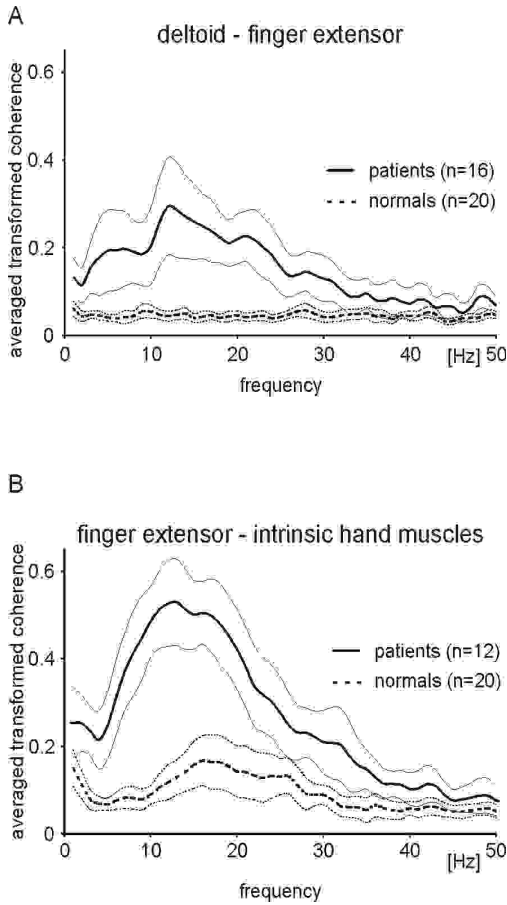 A
deltoid - finger extensor
averaged transformed coherence
0.6
0.4
0.2
0
patients (n=16)
normals (n=20)
0 10 20 30 40 [Hz] 50
frequency
B
finger extensor - intrinsic hand muscles
averaged transformed coherence
0.6
0.4
0.2
0
patients (n=12)
normals (n=20)
0 10 20 30 40 50
[Hz]
frequency